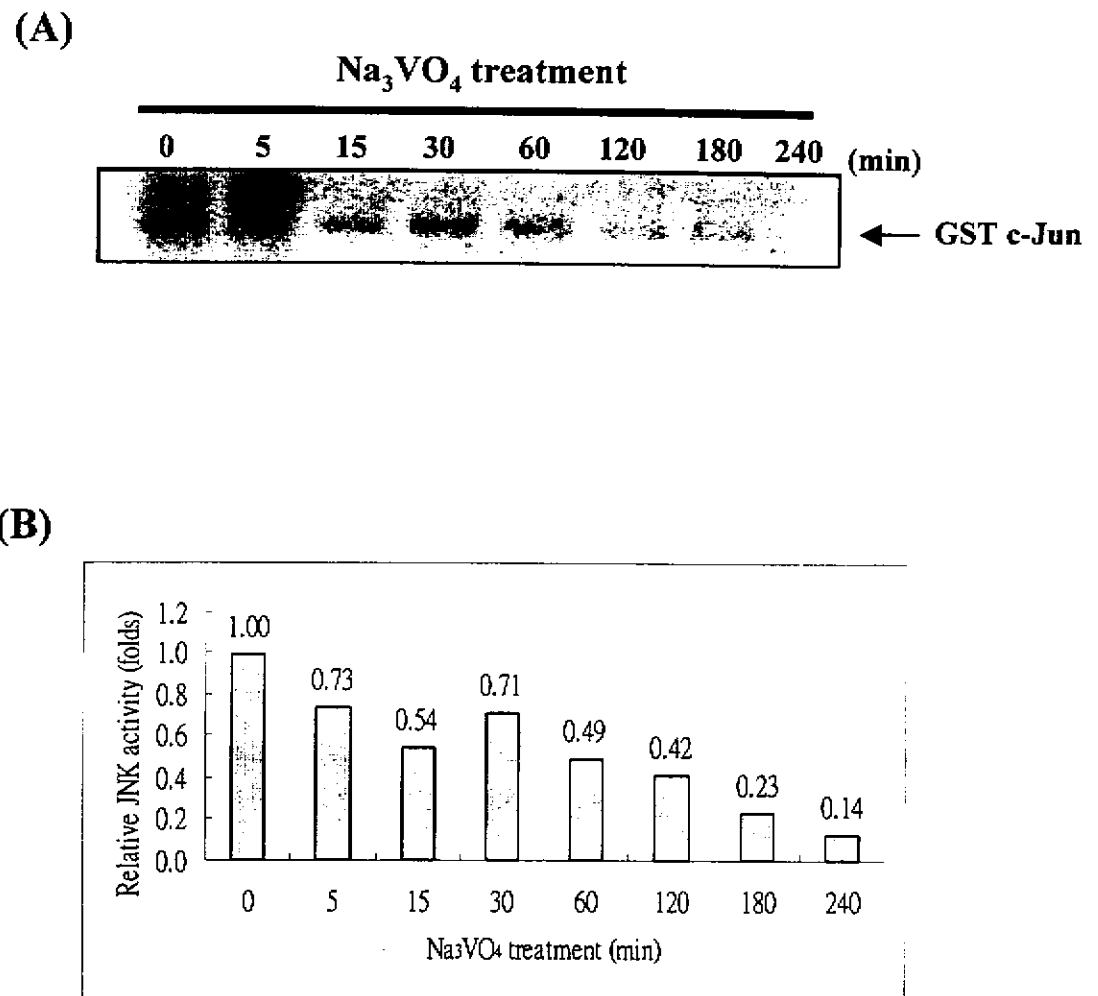 (A)
Na₃VO₄ treatment
0 5 15 30 60 120 180 240 (min)
GST c-Jun
(B)
Relative JNK activity (folds)
1.2
1.0
0.8
0.6
0.4
0.2
0.0
1.00 0.73 0.54 0.71 0.49 0.42 0.23 0.14
0 5 15 30 60 120 180 240
Na₃VO₄ treatment (min)